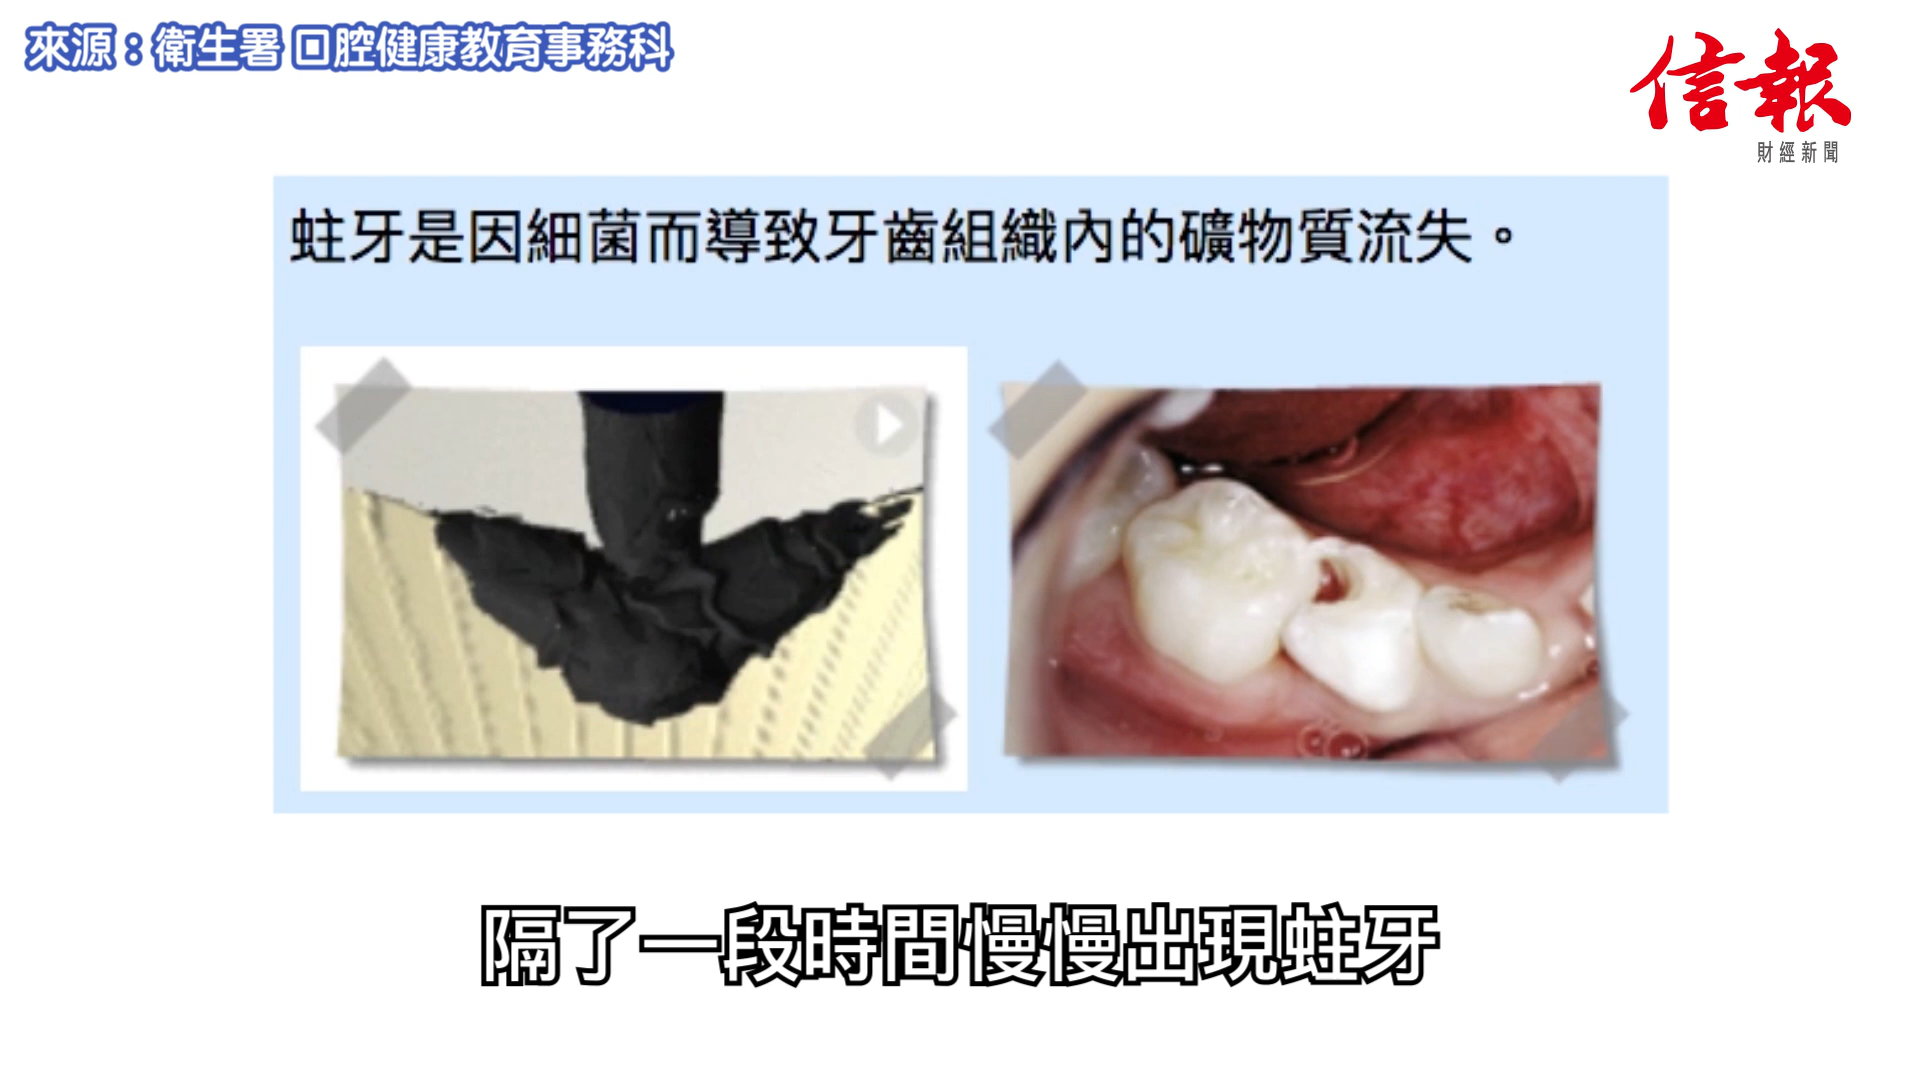 來源：衛生署 口腔健康教育事務科
信報
財經新聞
蛀牙是因細菌而導致牙齒組織內的礦物質流失。
隔了一段時間慢慢出現蛀牙